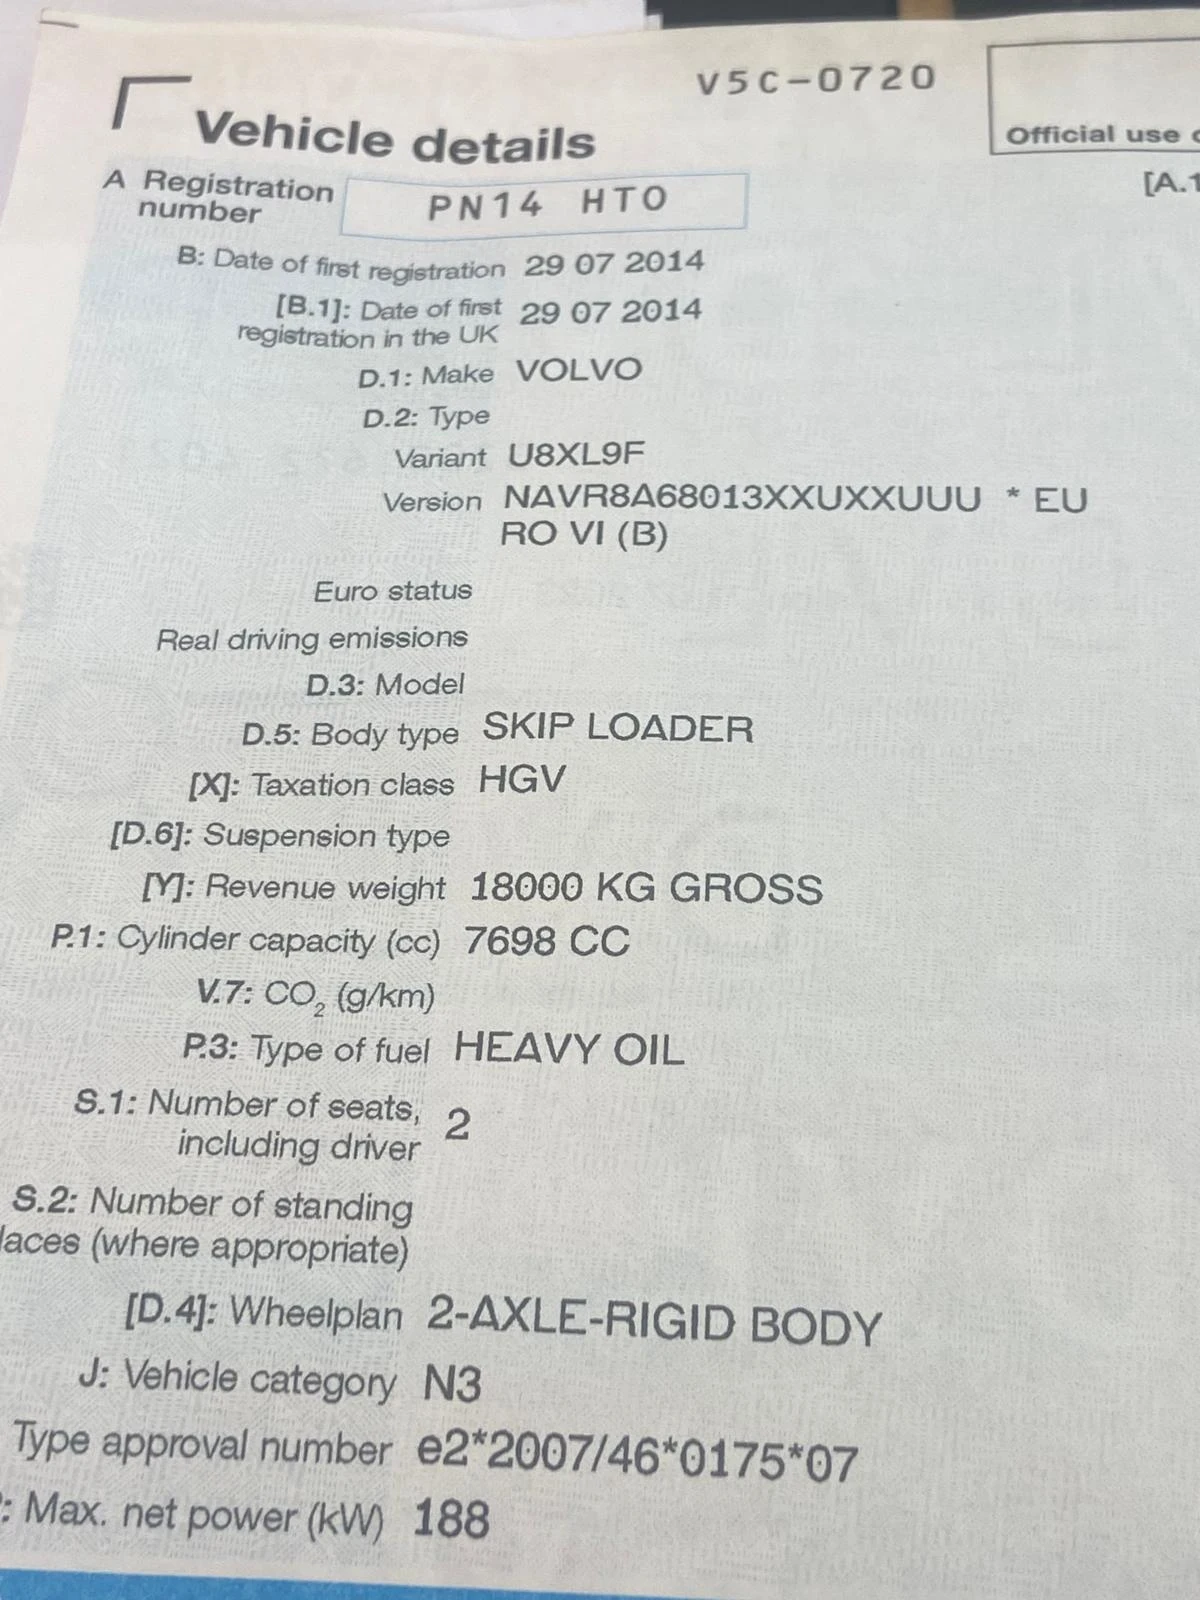 V5C-0720
Official use
Vehicle details
[A.1
A Registration PN14 HTO
number
B: Date of first registration 29 07 2014
[B.1]: Date of first 29 07 2014
registration in the UK
D.1: Make VOLVO
D.2: Type
Variant U8XL9F
Version NAVR8A68013XXUXXUUU * EU
RO VI (B)
Euro status
Real driving emissions
D.3: Model
D.5: Body type SKIP LOADER
[X]: Taxation class HGV
[D.6]: Suspension type
[Y]: Revenue weight 18000 KG GROSS
P.1: Cylinder capacity (cc) 7698 CC
V.7: CO₂ (g/km)
P.3: Type of fuel HEAVY OIL
S.1: Number of seats, 2
including driver
S.2: Number of standing
laces (where appropriate)
[D.4]: Wheelplan 2-AXLE-RIGID BODY
J: Vehicle category N3
Type approval number e2*2007/46*0175*07
: Max. net power (kW) 188